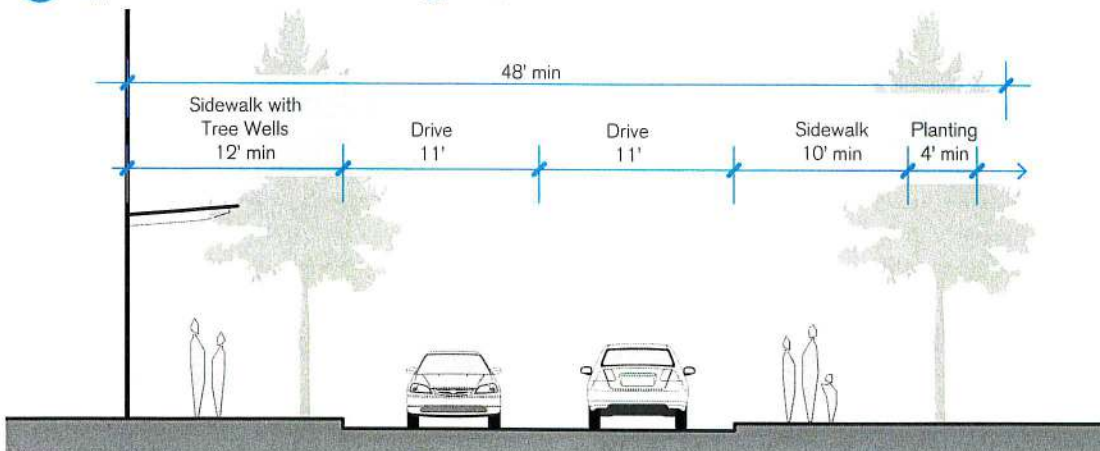 48' min
Sidewalk with
Tree Wells
12' min
Drive
11'
Drive
11'
Sidewalk
10' min
Planting
4' min